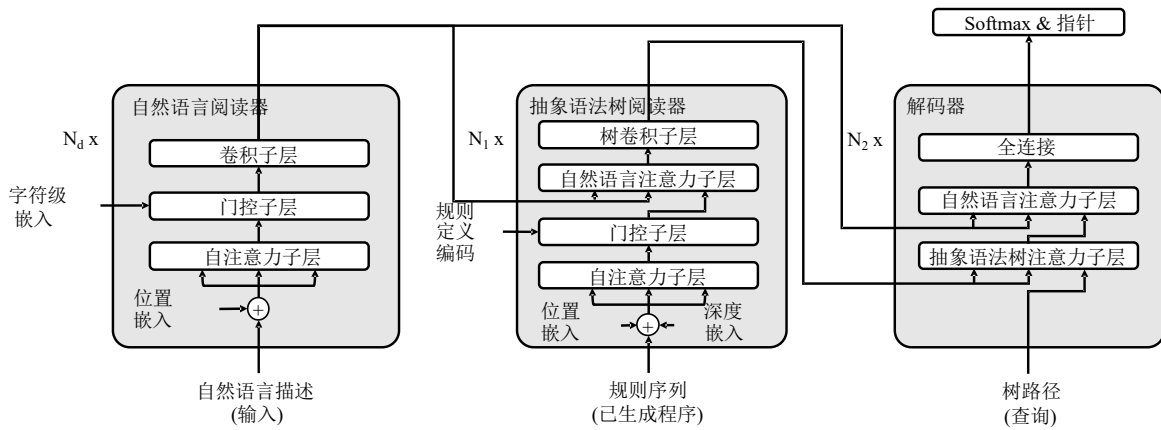 Softmax & 指针
自然语言阅读器
N_d x
卷积子层
字符级
嵌入
门控子层
自注意力子层
位置
嵌入
+
自然语言描述
(输入)
抽象语法树阅读器
N_1 x
树卷积子层
自然语言注意力子层
规则
定义
编码
门控子层
自注意力子层
位置
嵌入
+
深度
嵌入
规则序列
(已生成程序)
解码器
N_2 x
全连接
自然语言注意力子层
抽象语法树注意力子层
树路径
(查询)